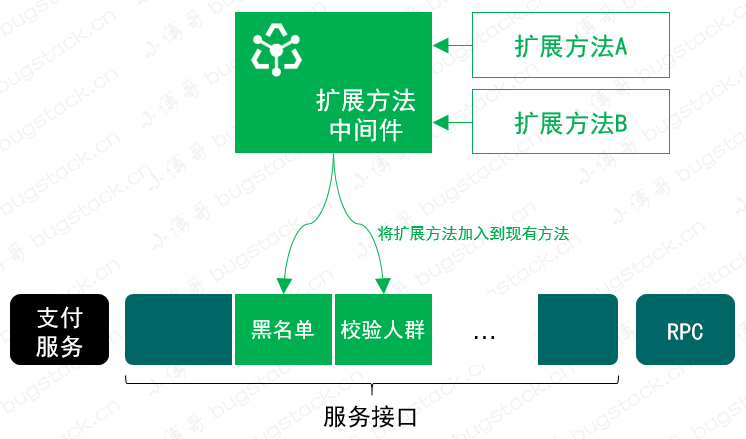 扩展方法
中间件
扩展方法A
扩展方法B
将扩展方法加入到现有方法
支付
服务
黑名单
校验人群
...
RPC
服务接口
小傅哥 bugstack.cn